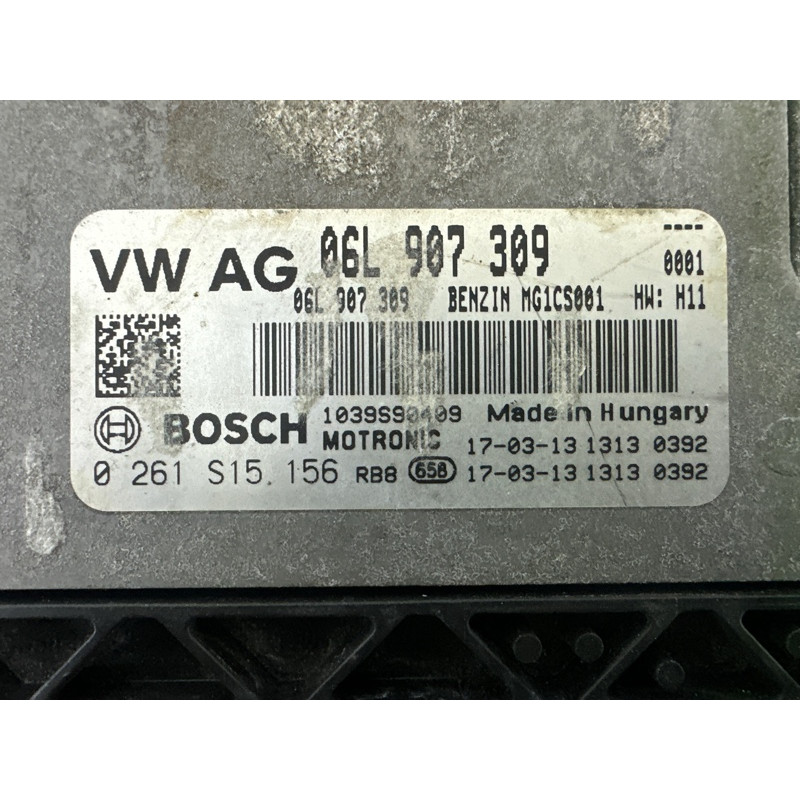 VW AG 06L 907 309 ----
0001
06L 907 309 BENZIN MG1CS001 HW: H11
BOSCH 1039S90409 Made in Hungary
MOTRONIC 17-03-13 1313 0392
0 261 S15.156 RB8 658 17-03-13 1313 0392